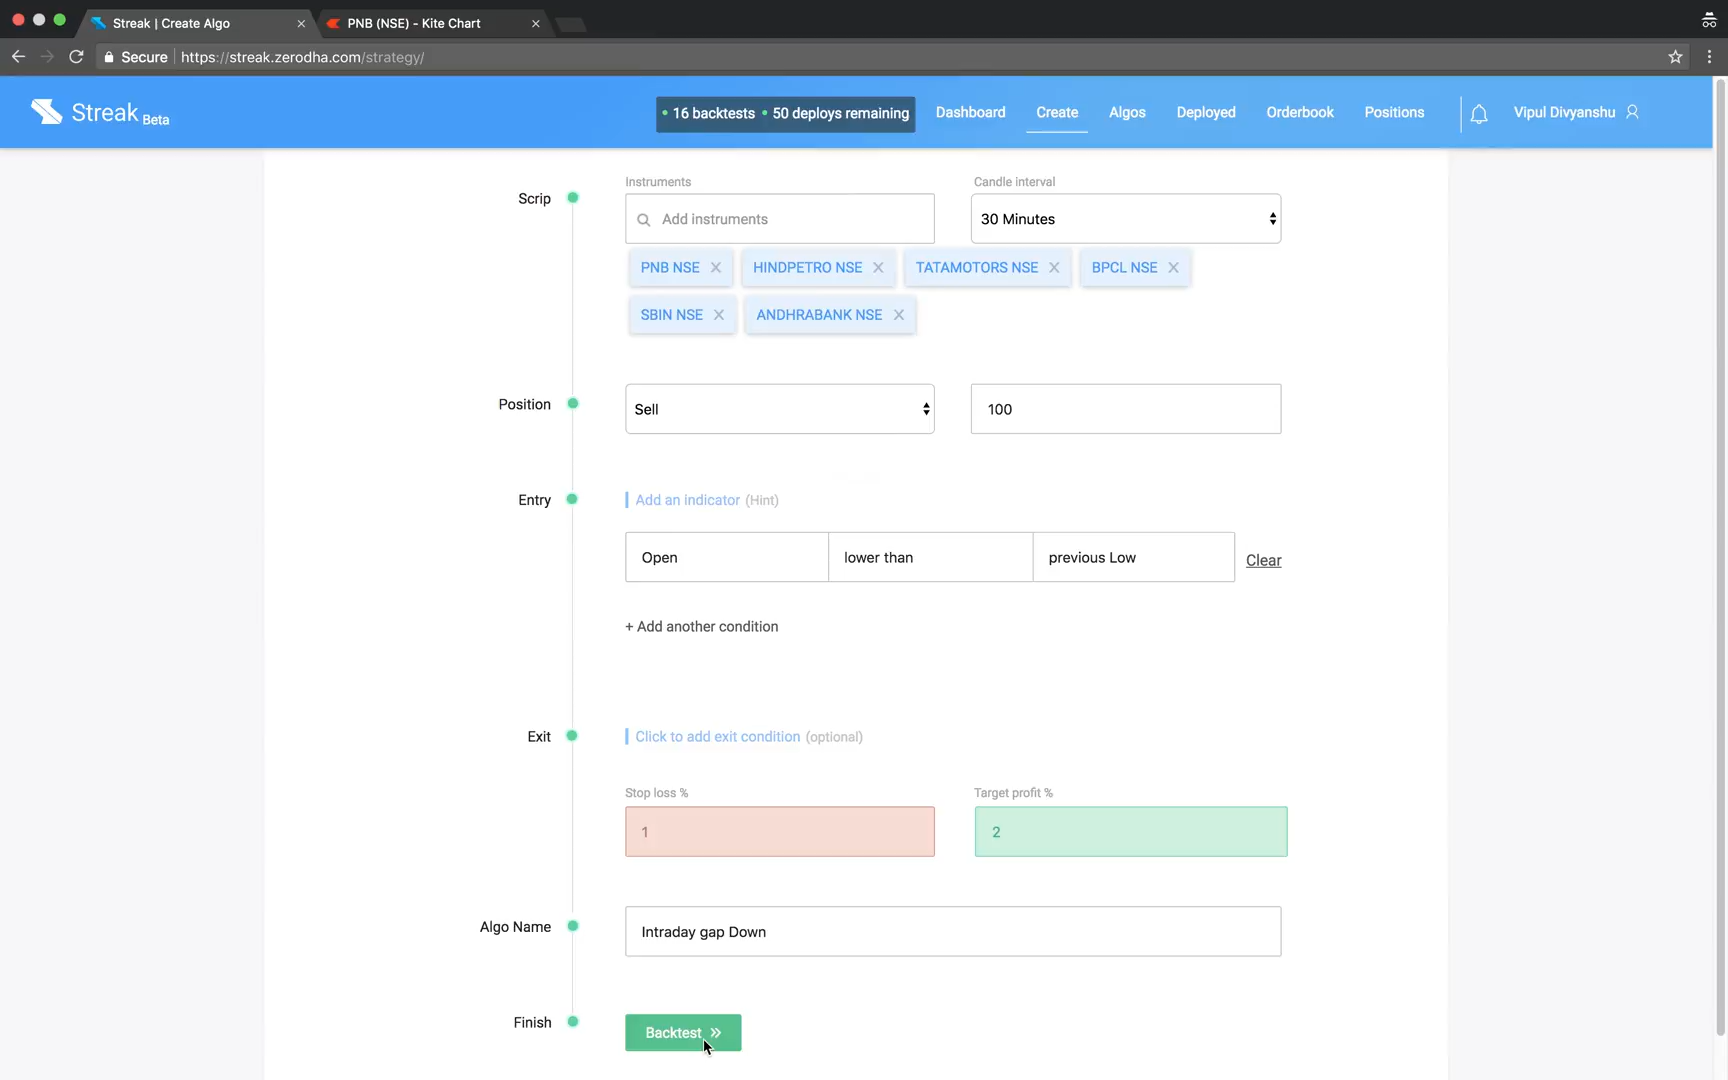 Streak | Create Algo
PNB (NSE) - Kite Chart
Secure https://streak.zerodha.com/strategy/
Streak Beta
16 backtests 50 deploys remaining
Dashboard Create Algos Deployed Orderbook Positions
Vipul Divyanshu
Scrip
Instruments
Candle interval
Add instruments
30 Minutes
PNB NSE HINDPETRO NSE TATAMOTORS NSE BPCL NSE
SBIN NSE ANDHRABANK NSE
Position
Sell
100
Entry
Add an indicator (Hint)
Open lower than previous Low Clear
+ Add another condition
Exit
Click to add exit condition (optional)
Stop loss %
Target profit %
1
2
Algo Name
Intraday gap Down
Finish
Backtest »